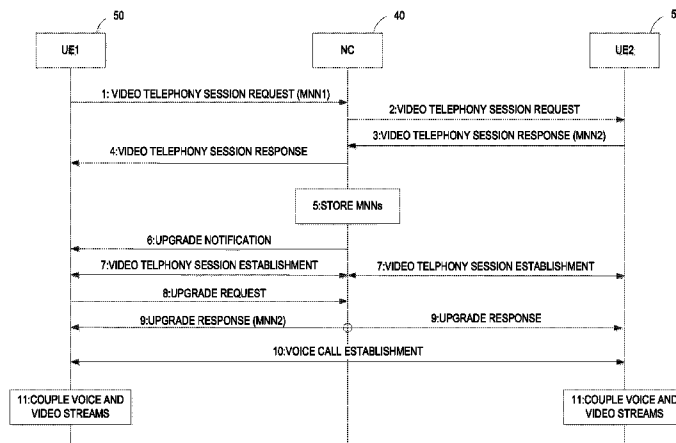 50
40
5
UE1
NC
UE2
1: VIDEO TELEPHONY SESSION REQUEST (MNN1)
2:VIDEO TELEPHONY SESSION REQUEST
3:VIDEO TELEPHONY SESSION RESPONSE (MNN2)
4:VIDEO TELEPHONY SESSION RESPONSE
5:STORE MNNs
6:UPGRADE NOTIFICATION
7:VIDEO TELPHONY SESSION ESTABLISHMENT
7:VIDEO TELPHONY SESSION ESTABLISHMENT
8:UPGRADE REQUEST
9:UPGRADE RESPONSE (MNN2)
9:UPGRADE RESPONSE
10:VOICE CALL ESTABLISHMENT
11:COUPLE VOICE AND
VIDEO STREAMS
11:COUPLE VOICE AND
VIDEO STREAMS